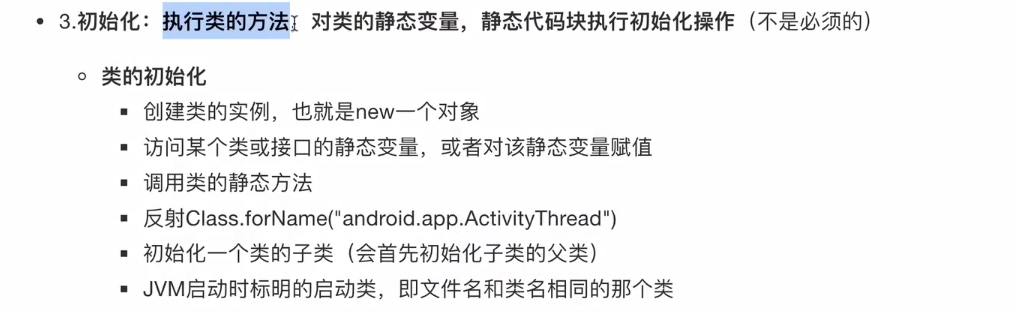 3.初始化：执行类的方法，对类的静态变量，静态代码块执行初始化操作（不是必须的）
类的初始化
创建类的实例，也就是new一个对象
访问某个类或接口的静态变量，或者对该静态变量赋值
调用类的静态方法
反射Class.forName("android.app.ActivityThread")
初始化一个类的子类（会首先初始化子类的父类）
JVM启动时标明的启动类，即文件名和类名相同的那个类